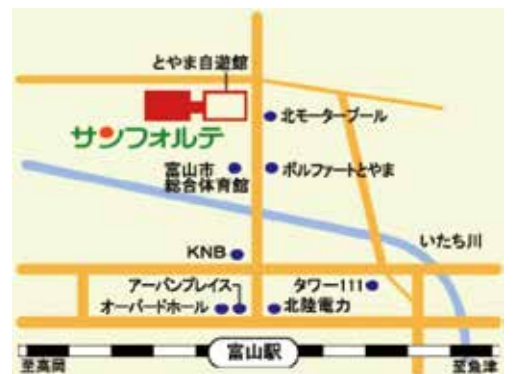 とやま自遊館
北モータープール
サンフォルテ
富山市
総合体育館
ボルファートとやま
いたち川
KNB
アーバンプレイス
タワー111
オーバードホール
北陸電力
富山駅
至高岡
至魚津